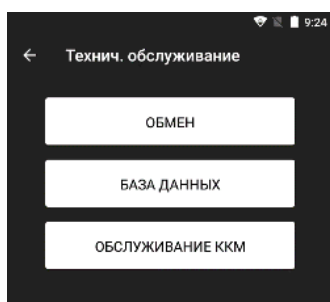 9:24
Технич. обслуживание
ОБМЕН
БАЗА ДАННЫХ
ОБСЛУЖИВАНИЕ ККМ